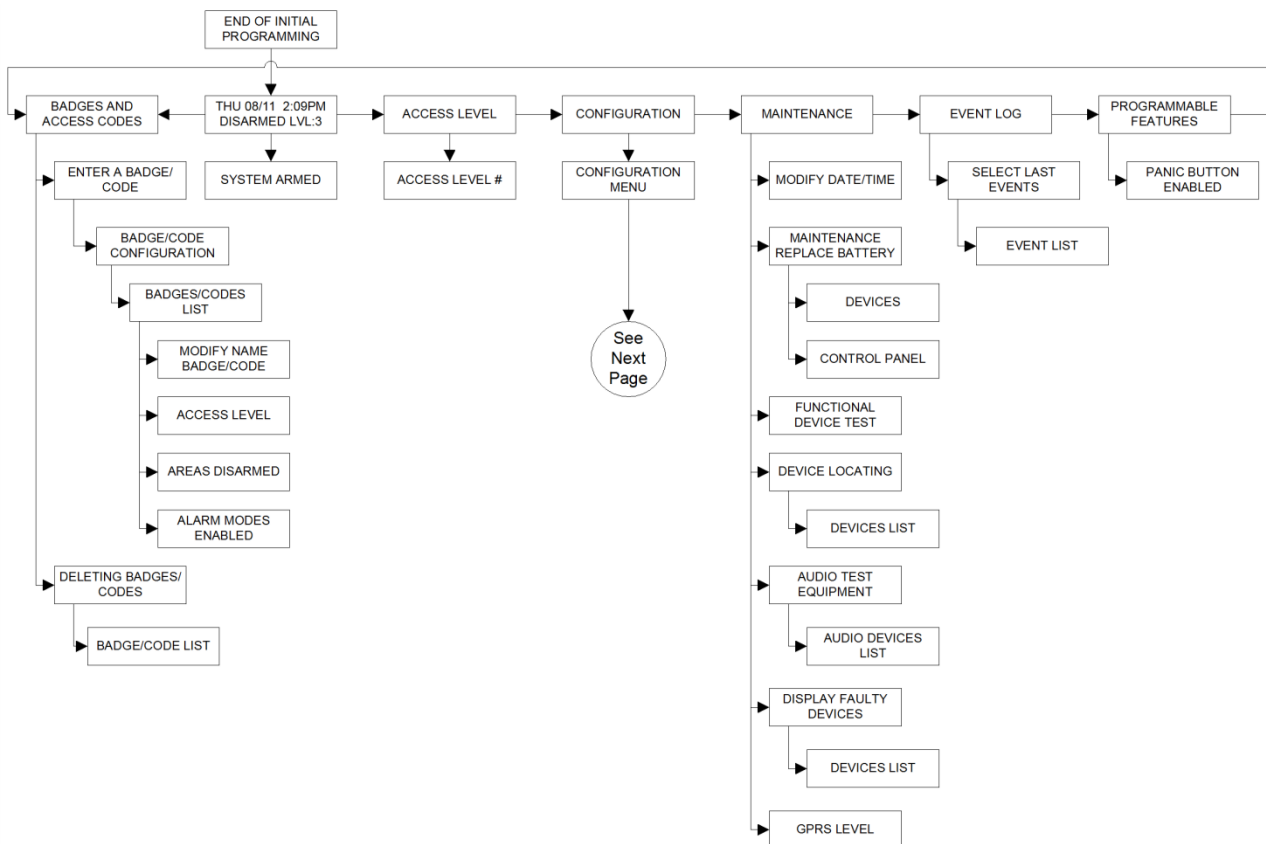 END OF INITIAL
PROGRAMMING
BADGES AND
ACCESS CODES
THU 08/11 2:09PM
DISARMED LVL:3
ACCESS LEVEL
CONFIGURATION
MAINTENANCE
EVENT LOG
PROGRAMMABLE
FEATURES
ENTER A BADGE/
CODE
SYSTEM ARMED
ACCESS LEVEL #
CONFIGURATION
MENU
MODIFY DATE/TIME
SELECT LAST
EVENTS
PANIC BUTTON
ENABLED
BADGE/CODE
CONFIGURATION
MAINTENANCE
REPLACE BATTERY
EVENT LIST
BADGES/CODES
LIST
DEVICES
See
Next
Page
MODIFY NAME
BADGE/CODE
CONTROL PANEL
ACCESS LEVEL
FUNCTIONAL
DEVICE TEST
AREAS DISARMED
DEVICE LOCATING
ALARM MODES
ENABLED
DEVICES LIST
DELETING BADGES/
CODES
AUDIO TEST
EQUIPMENT
BADGE/CODE LIST
AUDIO DEVICES
LIST
DISPLAY FAULTY
DEVICES
DEVICES LIST
GPRS LEVEL